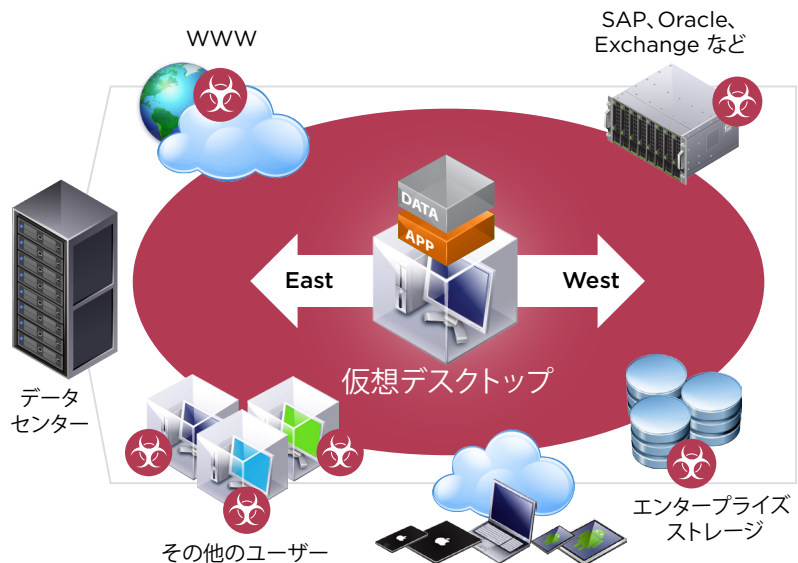 WWW
SAP、Oracle、
Exchange など
DATA
APP
East
West
仮想デスクトップ
データ
センター
その他のユーザー
エンタープライズ
ストレージ